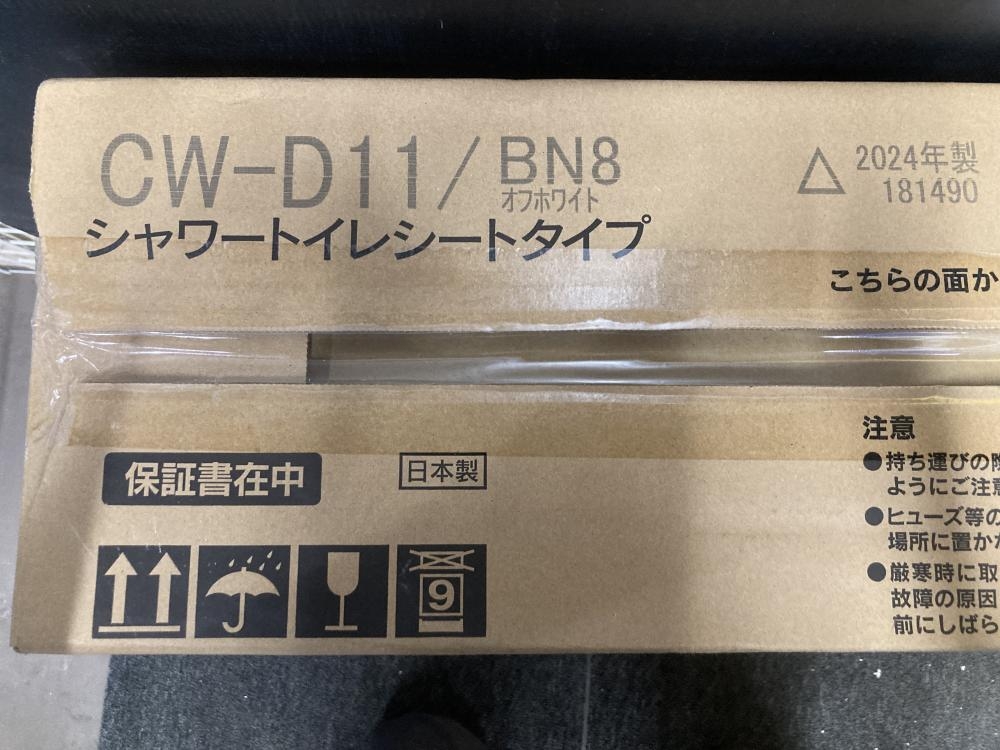 CW-D11/BN8
オフホワイト
シャワートイレシートタイプ
△ 2024年製
181490
こちらの面か
保証書在中
日本製
9
注意
●持ち運びの際
ようにご注意
●ヒューズ等の
場所に置かな
●厳寒時に取
故障の原因
前にしばら